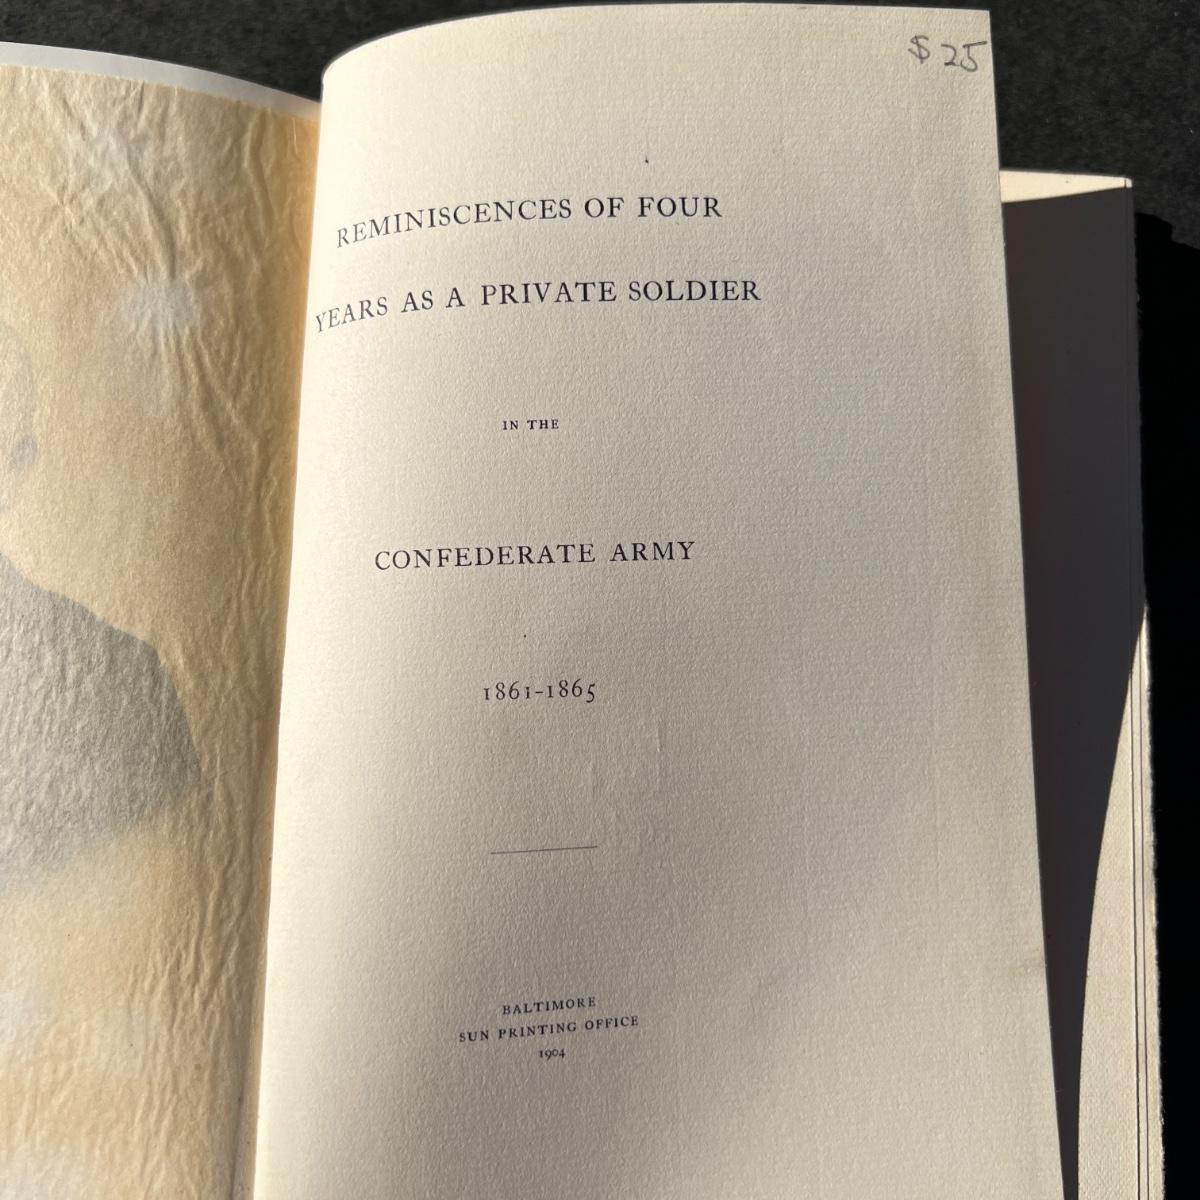 $25
REMINISCENCES OF FOUR
YEARS AS A PRIVATE SOLDIER
IN THE
CONFEDERATE ARMY
1861-1865
BALTIMORE
SUN PRINTING OFFICE
1904